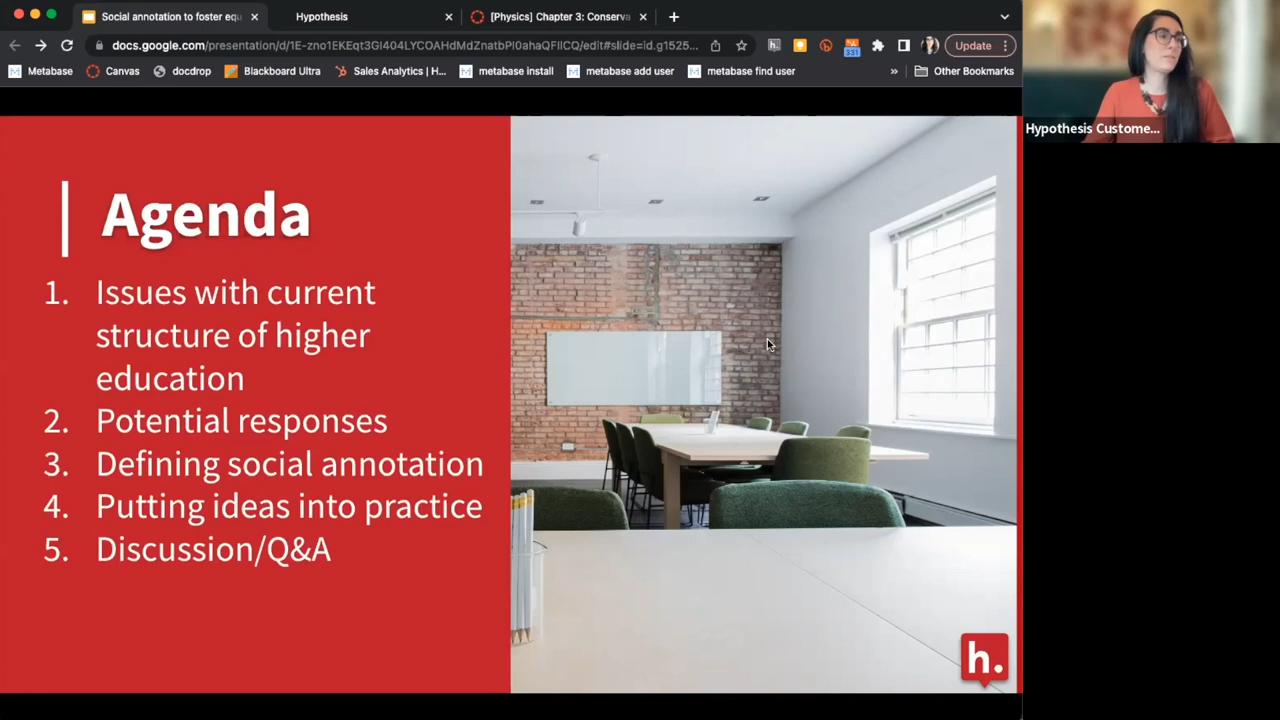 Social annotation to foster equ
Hypothesis
[Physics] Chapter 3: Conserva
docs.google.com/presentation/d/1E-zno1EKEqt3GI404LYCOAHdMdZnatbPI0ahaQFIICQ/edit#slide=id.g1525...
331
Update
Metabase
Canvas
docdrop
Blackboard Ultra
Sales Analytics | H...
metabase install
metabase add user
metabase find user
»
Other Bookmarks
Hypothesis Custome...
Agenda
1. Issues with current
structure of higher
education
2. Potential responses
3. Defining social annotation
4. Putting ideas into practice
5. Discussion/Q&A
h.